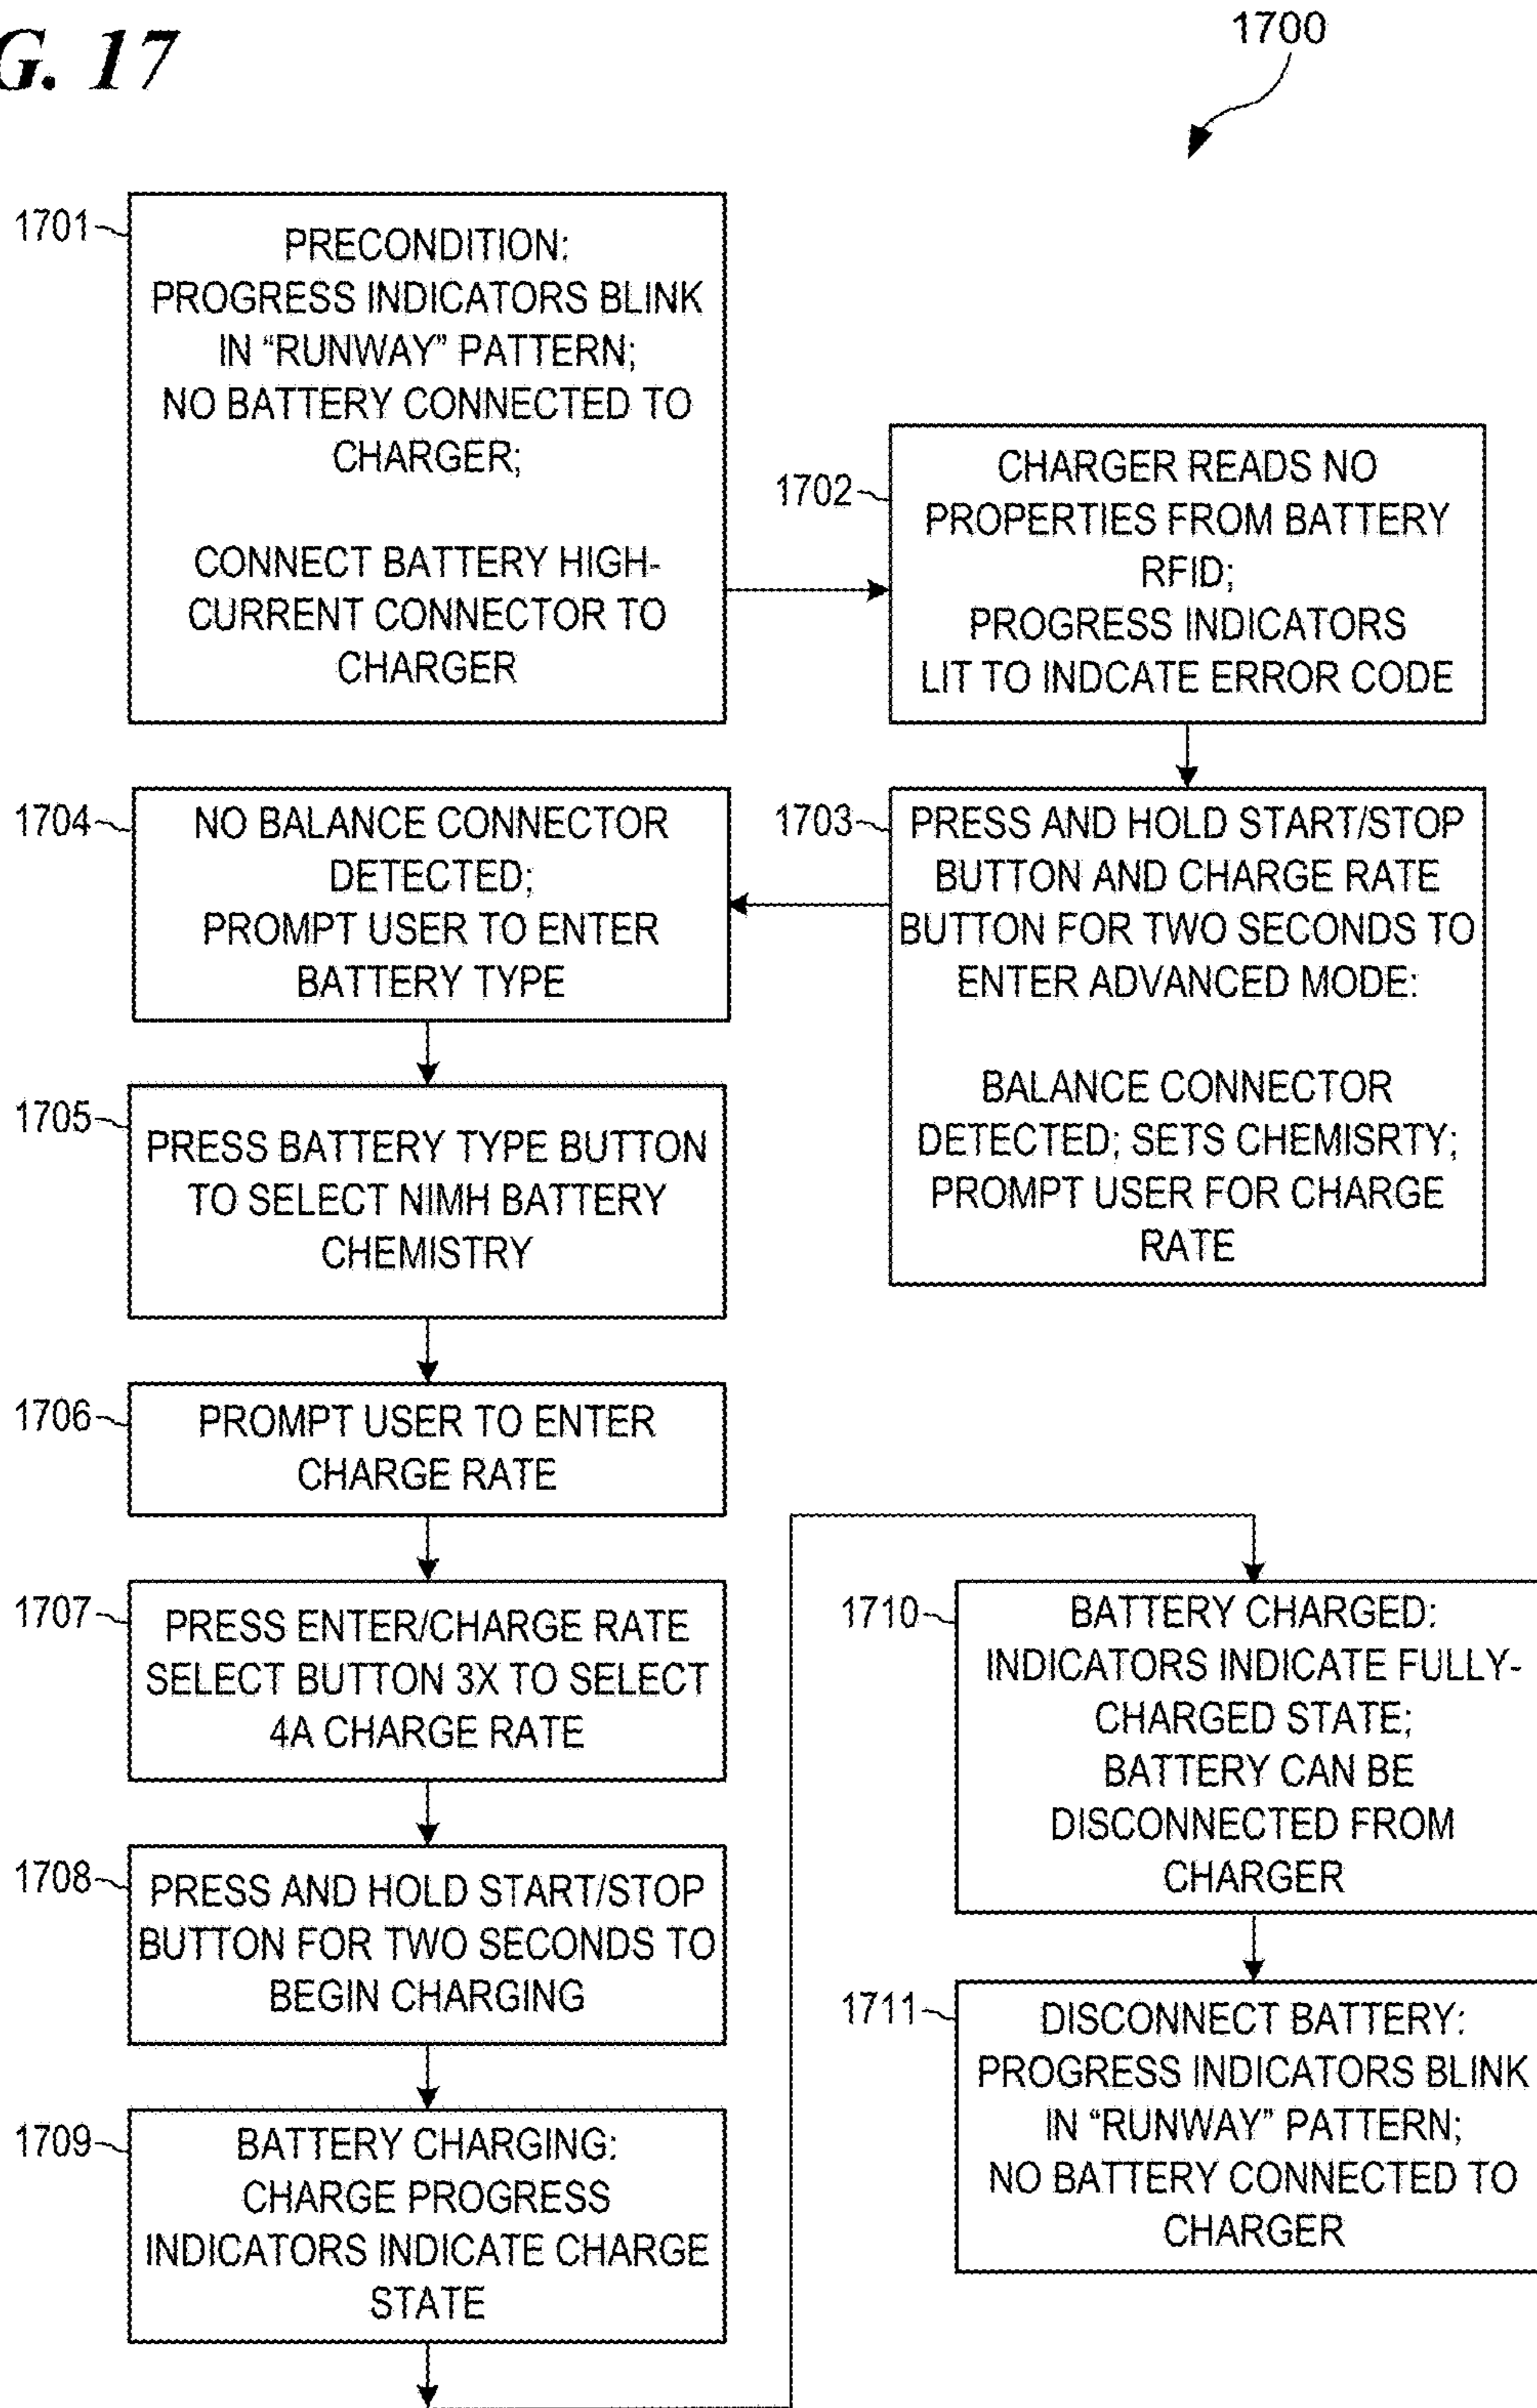 G. 17
1700
1701
PRECONDITION:
PROGRESS INDICATORS BLINK
IN “RUNWAY” PATTERN;
NO BATTERY CONNECTED TO
CHARGER;
CONNECT BATTERY HIGH-
CURRENT CONNECTOR TO
CHARGER
1702
CHARGER READS NO
PROPERTIES FROM BATTERY
RFID;
PROGRESS INDICATORS
LIT TO INDCATE ERROR CODE
1703
PRESS AND HOLD START/STOP
BUTTON AND CHARGE RATE
BUTTON FOR TWO SECONDS TO
ENTER ADVANCED MODE:
BALANCE CONNECTOR
DETECTED; SETS CHEMISRTY;
PROMPT USER FOR CHARGE
RATE
1704
NO BALANCE CONNECTOR
DETECTED;
PROMPT USER TO ENTER
BATTERY TYPE
1705
PRESS BATTERY TYPE BUTTON
TO SELECT NIMH BATTERY
CHEMISTRY
1706
PROMPT USER TO ENTER
CHARGE RATE
1707
PRESS ENTER/CHARGE RATE
SELECT BUTTON 3X TO SELECT
4A CHARGE RATE
1708
PRESS AND HOLD START/STOP
BUTTON FOR TWO SECONDS TO
BEGIN CHARGING
1709
BATTERY CHARGING:
CHARGE PROGRESS
INDICATORS INDICATE CHARGE
STATE
1710
BATTERY CHARGED:
INDICATORS INDICATE FULLY-
CHARGED STATE;
BATTERY CAN BE
DISCONNECTED FROM
CHARGER
1711
DISCONNECT BATTERY:
PROGRESS INDICATORS BLINK
IN “RUNWAY” PATTERN;
NO BATTERY CONNECTED TO
CHARGER